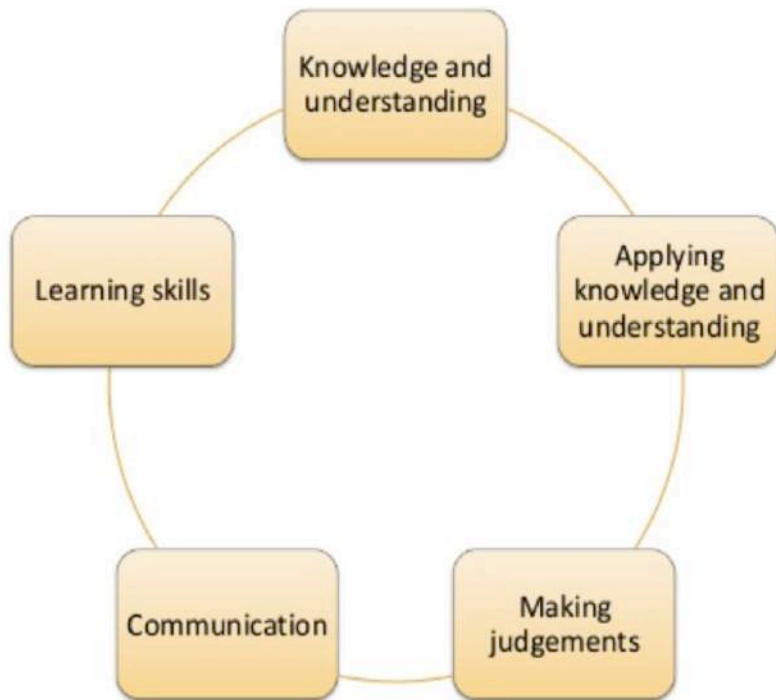 Knowledge and
understanding
Applying
knowledge and
understanding
Making
judgements
Communication
Learning skills